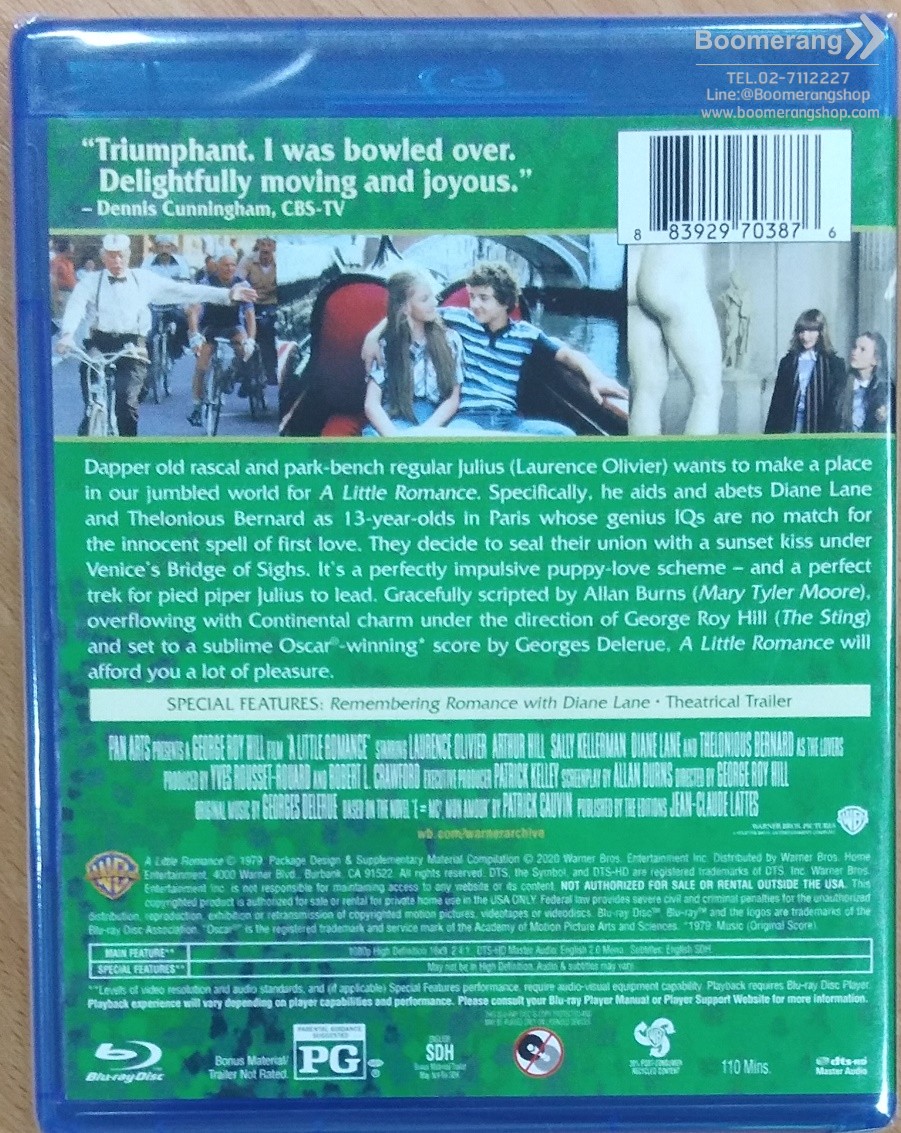 Boomerang
TEL.02-7112227
Line:@Boomerangshop
www.boomerangshop.com
“Triumphant. I was bowled over.
Delightfully moving and joyous.”
– Dennis Cunningham, CBS-TV
8 83929 70387 6
Dapper old rascal and park-bench regular Julius (Laurence Olivier) wants to make a place
in our jumbled world for A Little Romance. Specifically, he aids and abets Diane Lane
and Thelonious Bernard as 13-year-olds in Paris whose genius IQs are no match for
the innocent spell of first love. They decide to seal their union with a sunset kiss under
Venice's Bridge of Sighs. It's a perfectly impulsive puppy-love scheme – and a perfect
trek for pied piper Julius to lead. Gracefully scripted by Allan Burns (Mary Tyler Moore),
overflowing with Continental charm under the direction of George Roy Hill (The Sting)
and set to a sublime Oscar®-winning* score by Georges Delerue, A Little Romance will
afford you a lot of pleasure.
SPECIAL FEATURES: Remembering Romance with Diane Lane • Theatrical Trailer
PAN ARTS PRESENTS A GEORGE ROY HILL FILM "A LITTLE ROMANCE" STARRING LAURENCE OLIVIER ARTHUR HILL SALLY KELLERMAN DIANE LANE AND THELONIOUS BERNARD AS THE LOVERS
PRODUCED BY YVES ROUSSET-ROUARD AND ROBERT L. CRAWFORD EXECUTIVE PRODUCER PATRICK KELLEY SCREENPLAY BY ALLAN BURNS DIRECTED BY GEORGE ROY HILL
ORIGINAL MUSIC BY GEORGES DELERUE BASED ON THE NOVEL "E = MC², MON AMOUR" BY PATRICK CAUVIN PUBLISHED BY THE EDITIONS JEAN-CLAUDE LATTES
wb.com/warnerarchive
WARNER BROS. PICTURES
A Little Romance © 1979. Package Design & Supplementary Material Compilation © 2020 Warner Bros. Entertainment Inc. Distributed by Warner Bros. Home
Entertainment, 4000 Warner Blvd., Burbank, CA 91522. All rights reserved. DTS, the Symbol, and DTS-HD are registered trademarks of DTS, Inc. Warner Bros.
Entertainment Inc. is not responsible for maintaining access to any website or its content. NOT AUTHORIZED FOR SALE OR RENTAL OUTSIDE THE USA. This
copyrighted product is authorized for sale or rental for private home use in the USA ONLY. Federal law provides severe civil and criminal penalties for the unauthorized
distribution, reproduction, exhibition or retransmission of copyrighted motion pictures, videotapes or videodiscs. Blu-ray Disc™, Blu-ray™ and the logos are trademarks of the
Blu-ray Disc Association. "Oscar" is the registered trademark and service mark of the Academy of Motion Picture Arts and Sciences. *1979: Music (Original Score)
MAIN FEATURE** 1080p High Definition 16x9 2.4:1, DTS-HD Master Audio: English 2.0 Mono. Subtitles: English SDH.
SPECIAL FEATURES** May not be in High Definition. Audio & subtitles may vary.
**Levels of video resolution and audio standards, and (if applicable) Special Features performance, require audio-visual equipment capability. Playback requires Blu-ray Disc Player.
Playback experience will vary depending on player capabilities and performance. Please consult your Blu-ray Player Manual or Player Support Website for more information.
Blu-ray Disc
Bonus Material/
Trailer Not Rated.
PARENTAL GUIDANCE
SUGGESTED
PG
ENGLISH
SDH
Bonus Material/Trailer
May Not Be SDH
RECYCLED CONTENT
110 Mins.
dts-HD
Master Audio